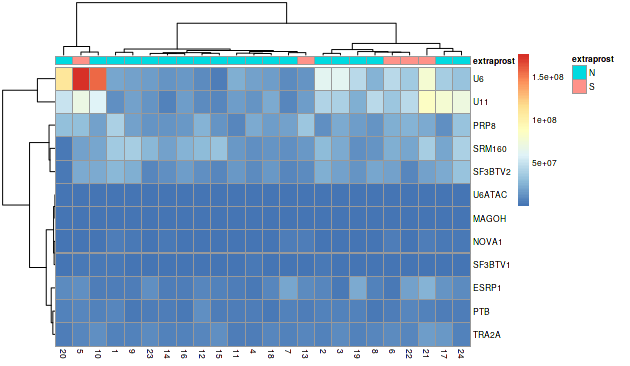 extraprost
U6
U11
PRP8
SRM160
SF3BTV2
U6ATAC
MAGOH
NOVA1
SF3BTV1
ESRP1
PTB
TRA2A
20 5 10 1 9 23 14 16 12 15 11 4 18 7 13 2 3 19 8 6 22 21 17 24
1.5e+08
1e+08
5e+07
extraprost
N
S